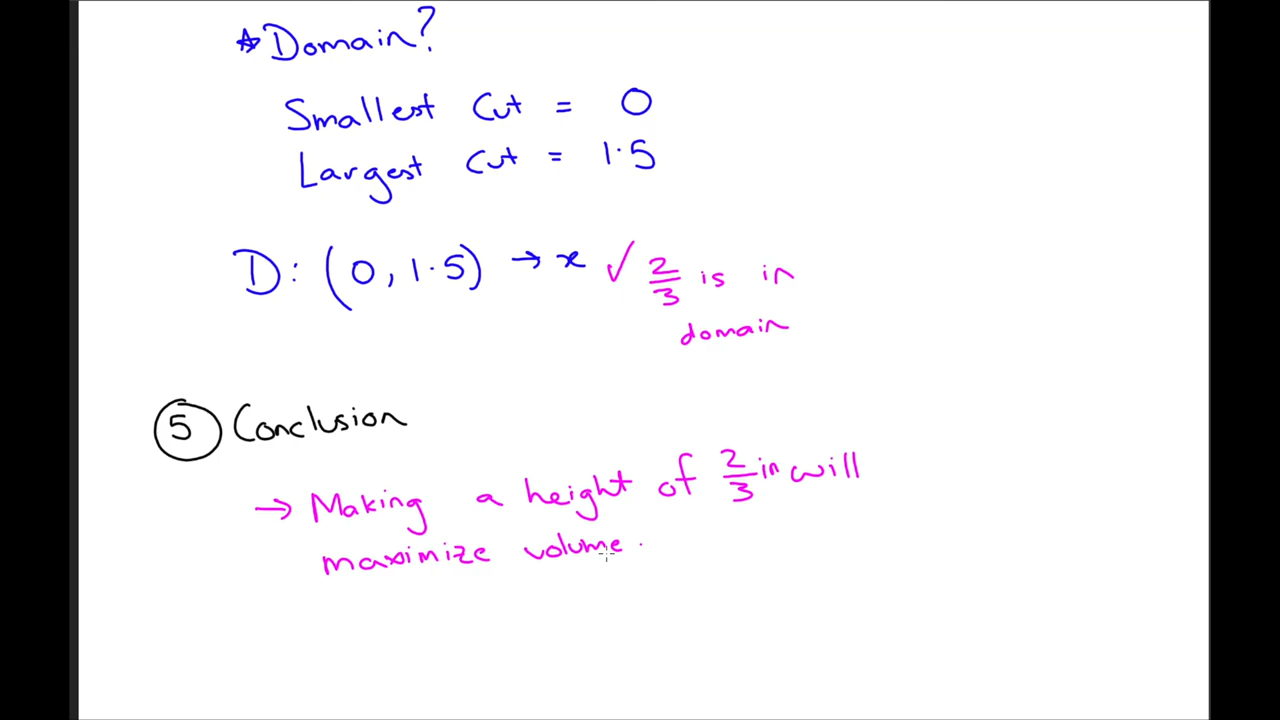 ☆ Domain?
Smallest Cut = 0
Largest Cut = 1.5
D: (0, 1.5) → x ✓ 2/3 is in
domain
⑤ Conclusion
→ Making a height of 2/3 in will
maximize volume.